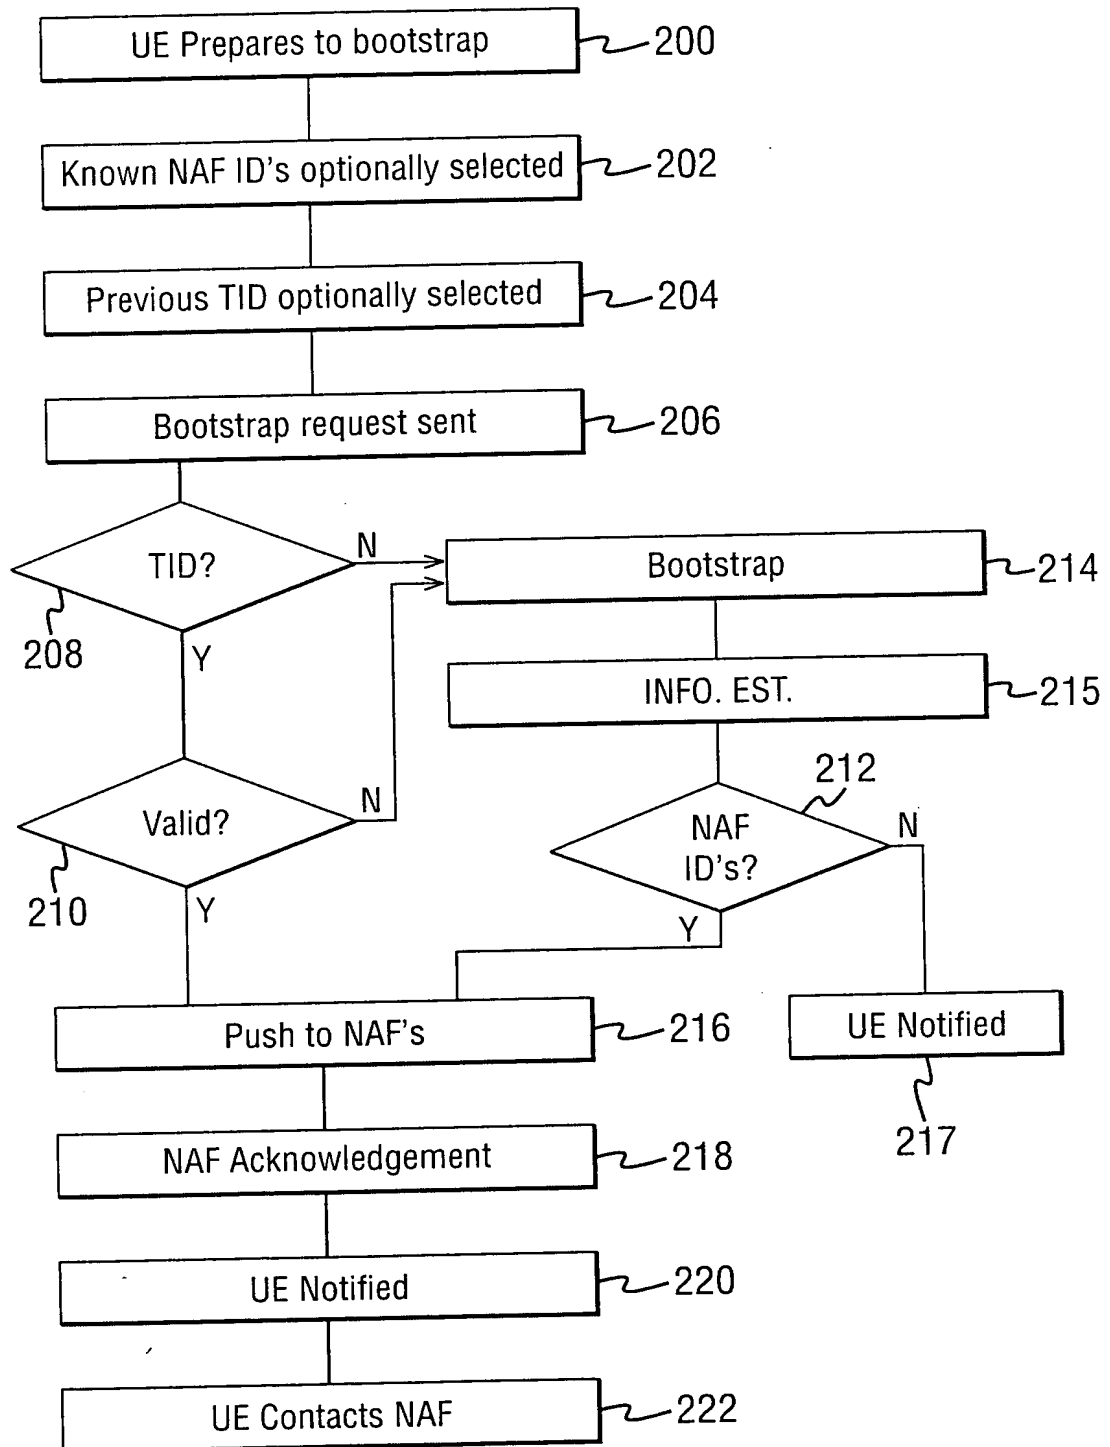 UE Prepares to bootstrap
200
Known NAF ID's optionally selected
202
Previous TID optionally selected
204
Bootstrap request sent
206
TID?
N
208
Y
Bootstrap
214
INFO. EST.
215
Valid?
N
210
Y
212
NAF
ID's?
N
Y
Push to NAF's
216
UE Notified
217
NAF Acknowledgement
218
UE Notified
220
UE Contacts NAF
222